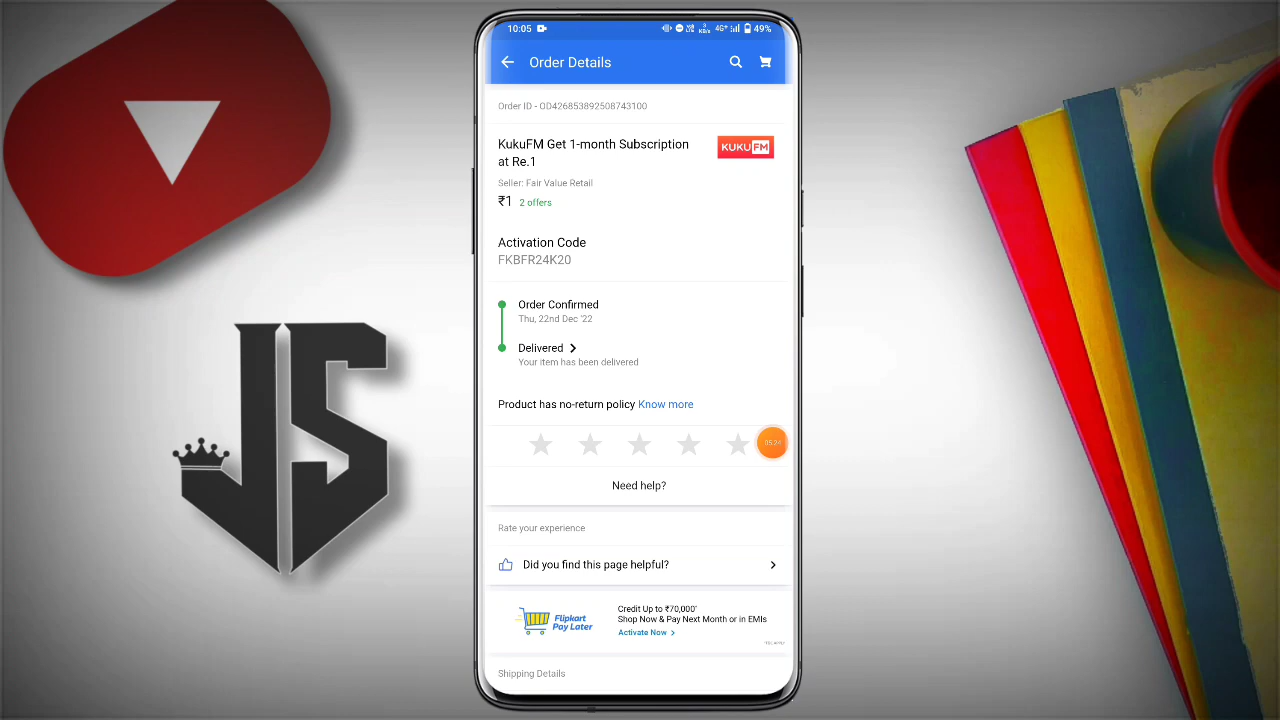 10:05
4G+
49%
Order Details
Order ID - OD426853892508743100
KukuFM Get 1-month Subscription
at Re.1
KUKU FM
Seller: Fair Value Retail
₹1 2 offers
Activation Code
FKBFR24K20
Order Confirmed
Thu, 22nd Dec '22
Delivered
Your item has been delivered
Product has no-return policy Know more
05:24
Need help?
Rate your experience
Did you find this page helpful?
Flipkart
Pay Later
Credit Up to ₹70,000*
Shop Now & Pay Next Month or in EMIs
Activate Now
Shipping Details
JS